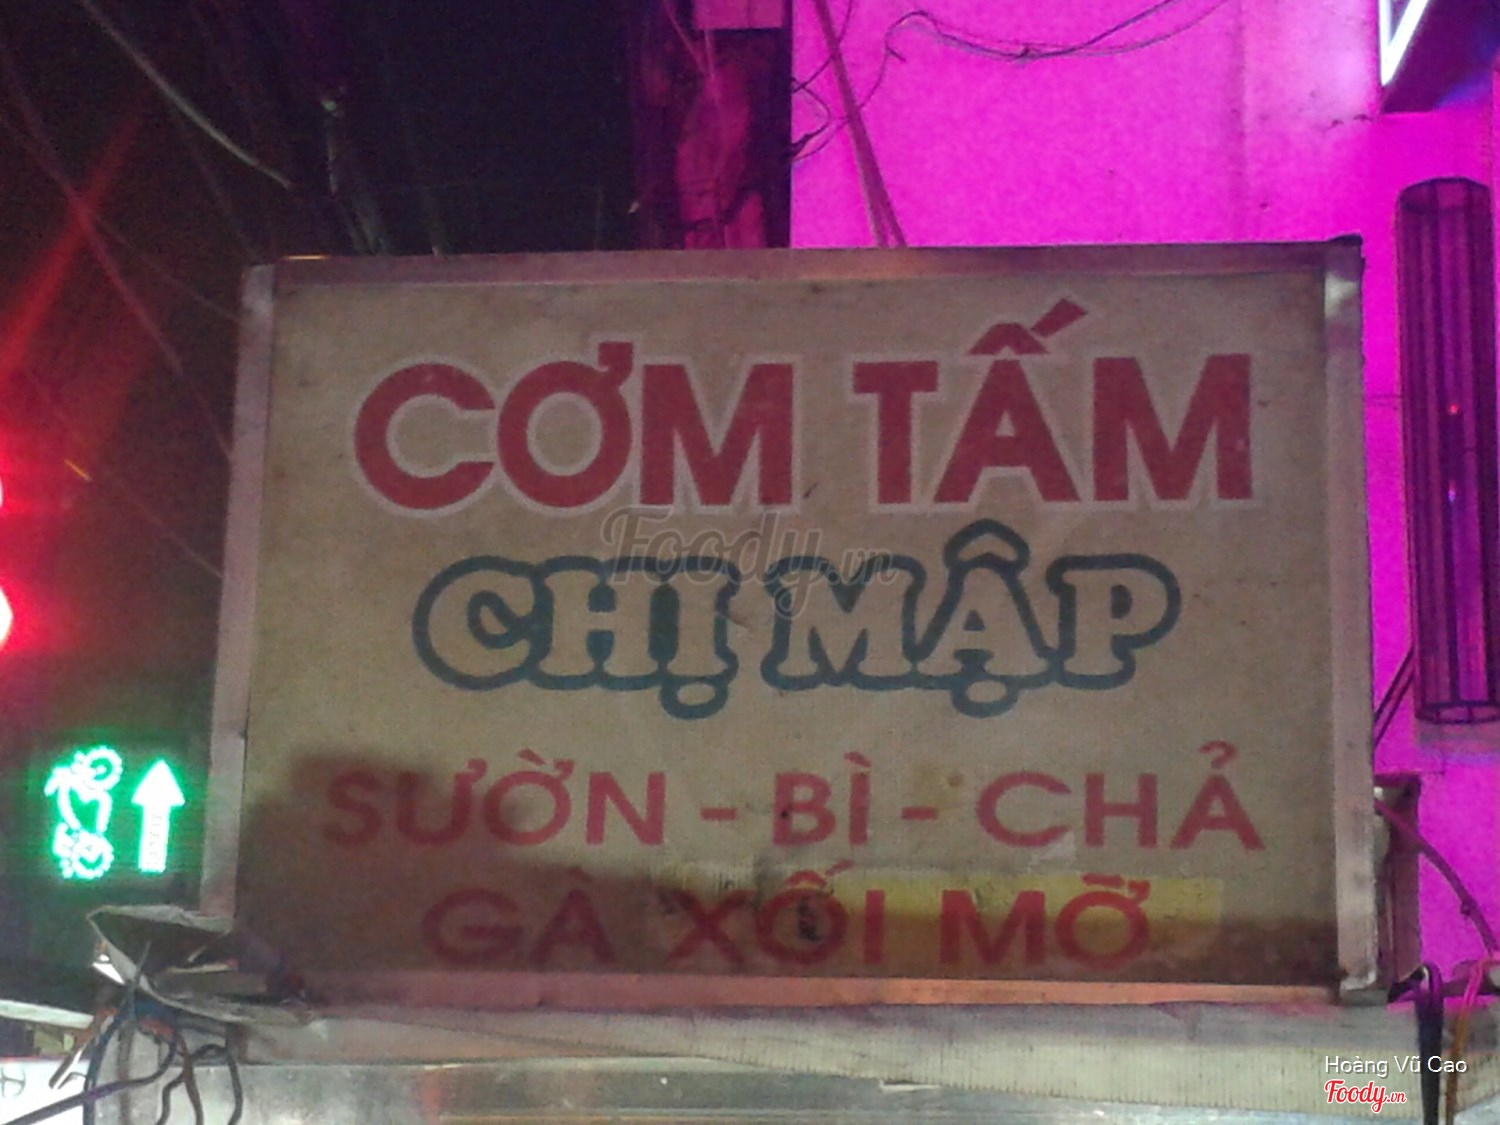 CƠM TẤM
Foody.vn
CHỊ MẬP
SƯỜN - BÌ - CHẢ
GÀ XỐI MỠ
Hoàng Vũ Cao
Foody.vn